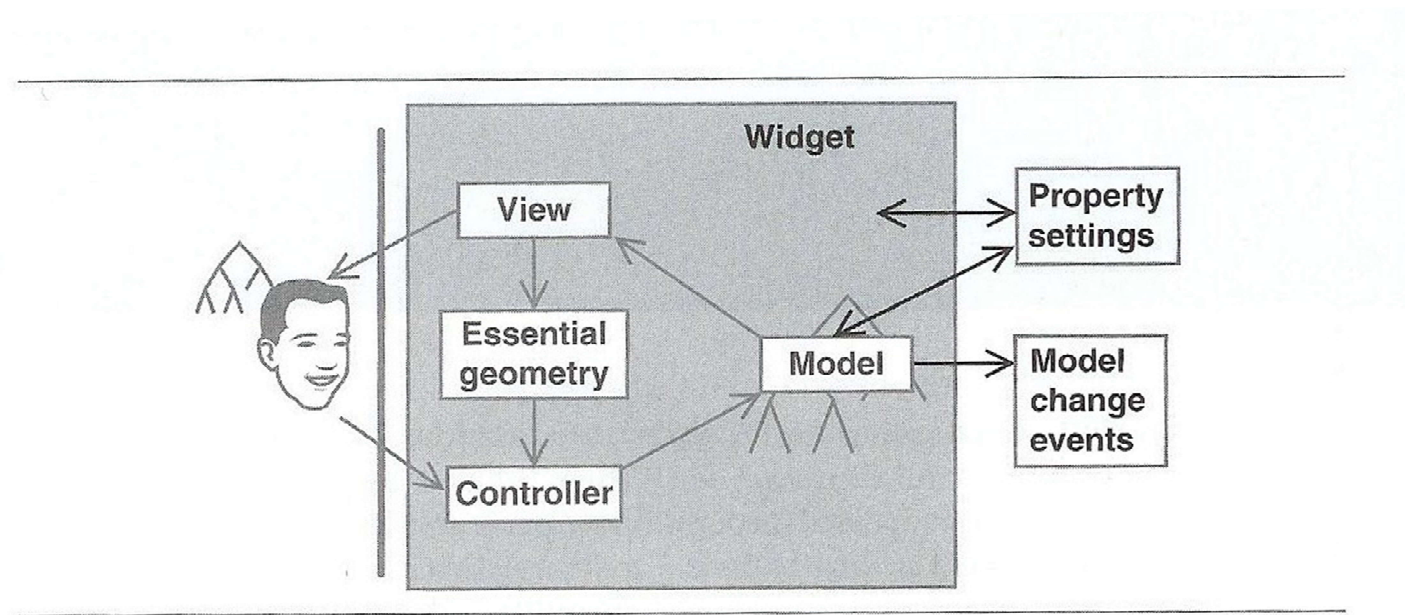 Widget
View
Property
settings
Essential
geometry
Model
Model
change
events
Controller